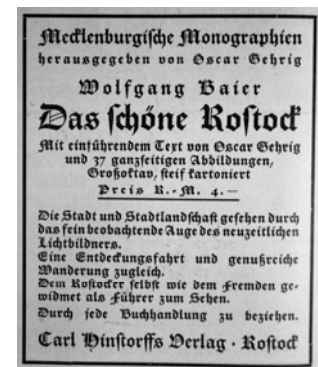 Mecklenburgische Monographien
herausgegeben von Oscar Gehrig
Wolfgang Baier
Das schöne Rostock
Mit einführendem Text von Oscar Gehrig
und 37 ganzseitigen Abbildungen,
Großoktav, steif kartoniert
Preis R.-M. 4.—
Die Stadt und Stadtlandschaft gesehen durch
das fein beobachtende Auge des neuzeitlichen
Lichtbildners.
Eine Entdeckungsfahrt und genußreiche
Wanderung zugleich.
Dem Rostocker selbst wie dem Fremden ge-
widmet als Führer zum Sehen.
Durch jede Buchhandlung zu beziehen.
Carl Hinstorffs Verlag · Rostock